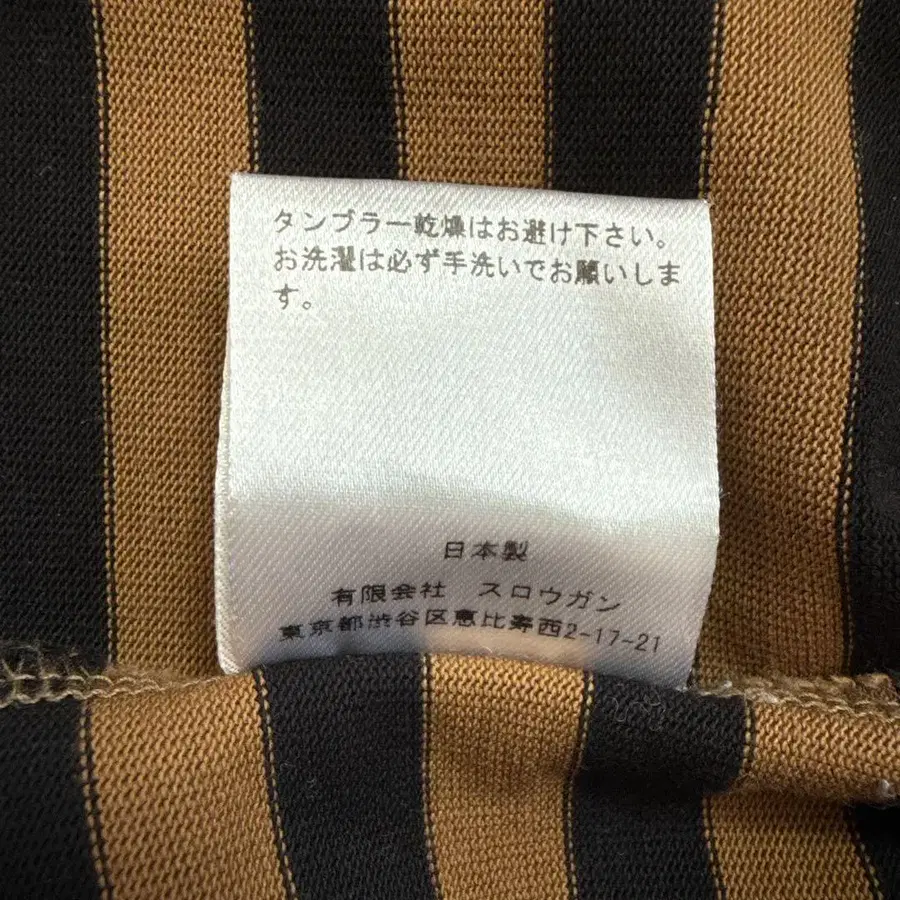 タンブラー乾燥はお避け下さい。
お洗濯は必ず手洗いでお願いしま
す。
日本製
有限会社 スロウガン
東京都渋谷区恵比寿西2-17-21